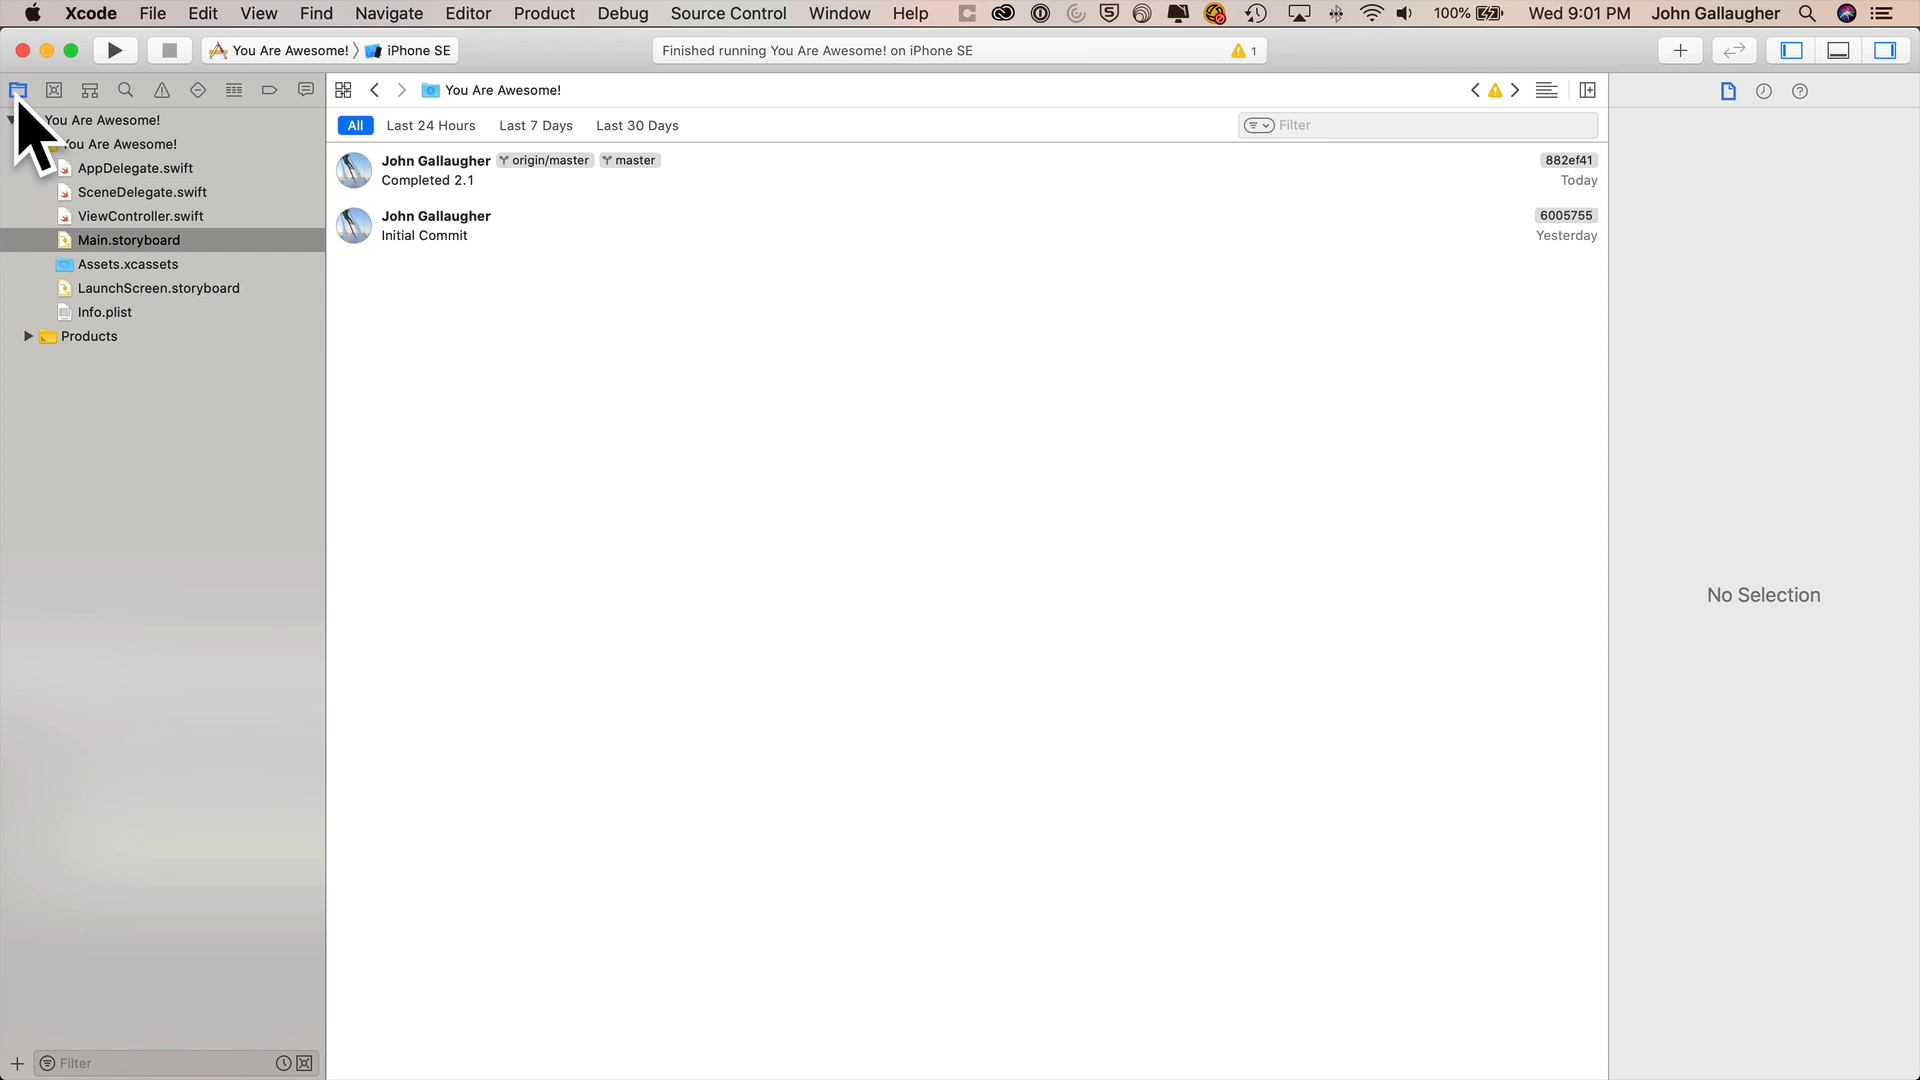 Xcode File Edit View Find Navigate Editor Product Debug Source Control Window Help 100% Wed 9:01 PM John Gallaugher
You Are Awesome! iPhone SE Finished running You Are Awesome! on iPhone SE 1
You Are Awesome!
All Last 24 Hours Last 7 Days Last 30 Days Filter
You Are Awesome!
You Are Awesome!
AppDelegate.swift
SceneDelegate.swift
ViewController.swift
Main.storyboard
Assets.xcassets
LaunchScreen.storyboard
Info.plist
Products
Filter
John Gallaugher origin/master master 882ef41
Completed 2.1 Today
John Gallaugher 6005755
Initial Commit Yesterday
No Selection